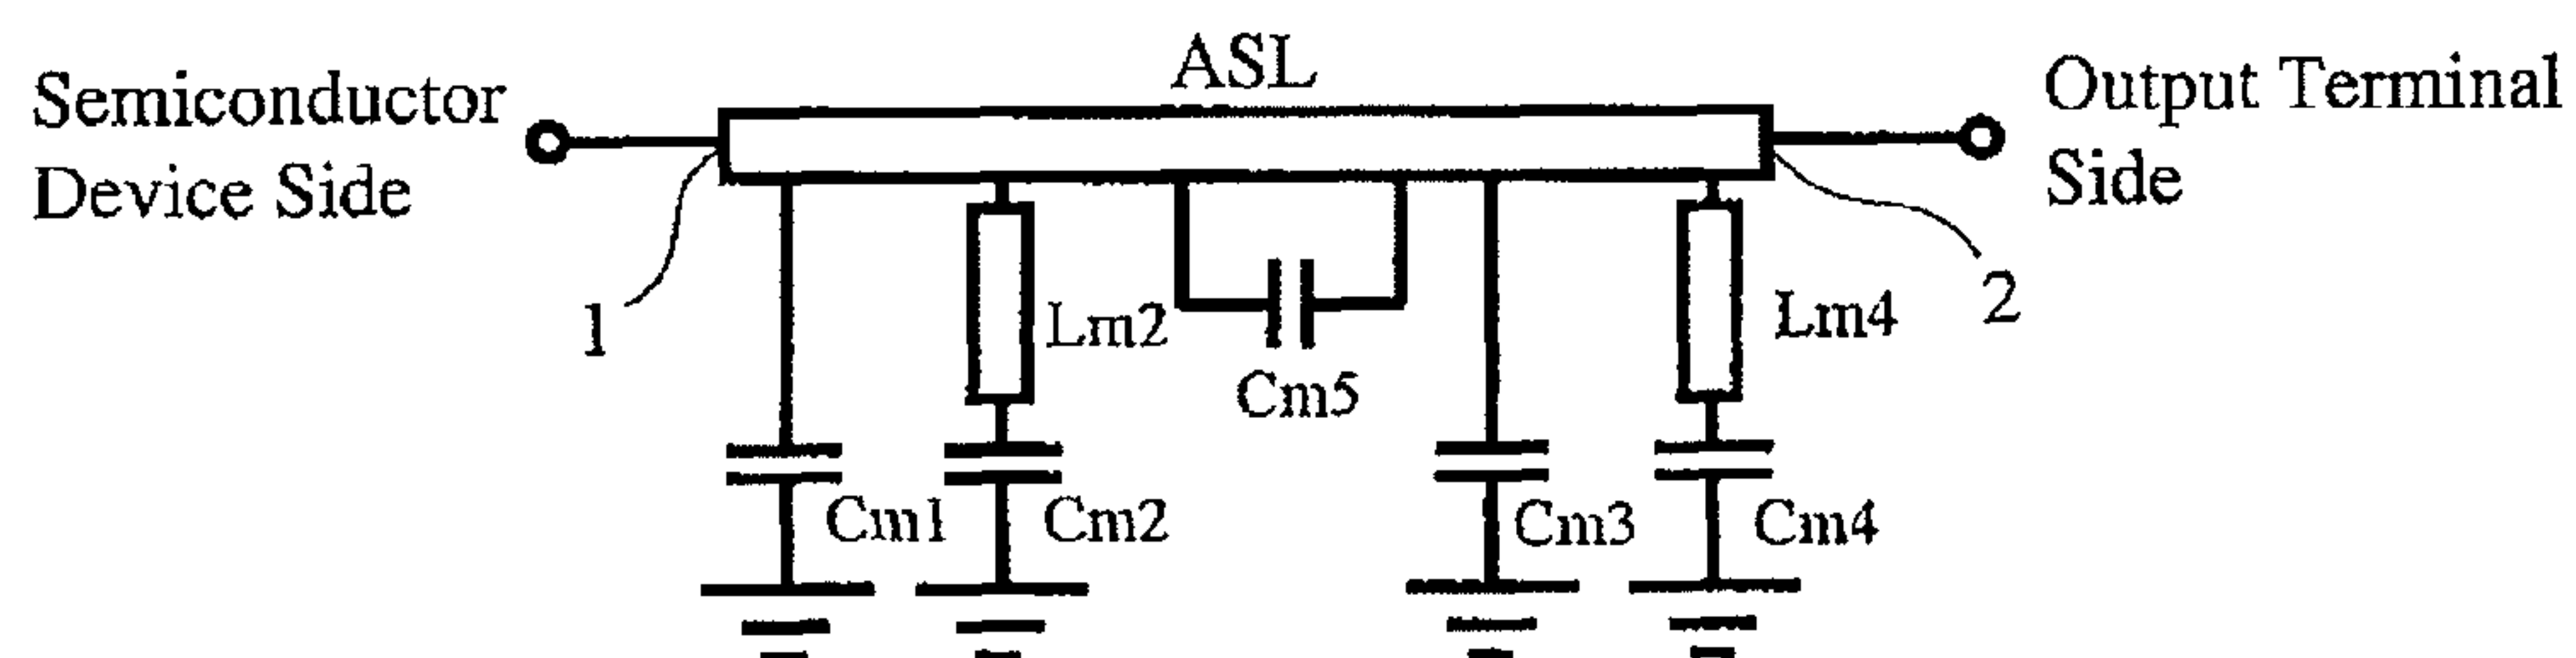 ASL
Semiconductor
Device Side
Output Terminal
Side
1
2
Lm2
Lm4
Cm5
Cm1
Cm2
Cm3
Cm4